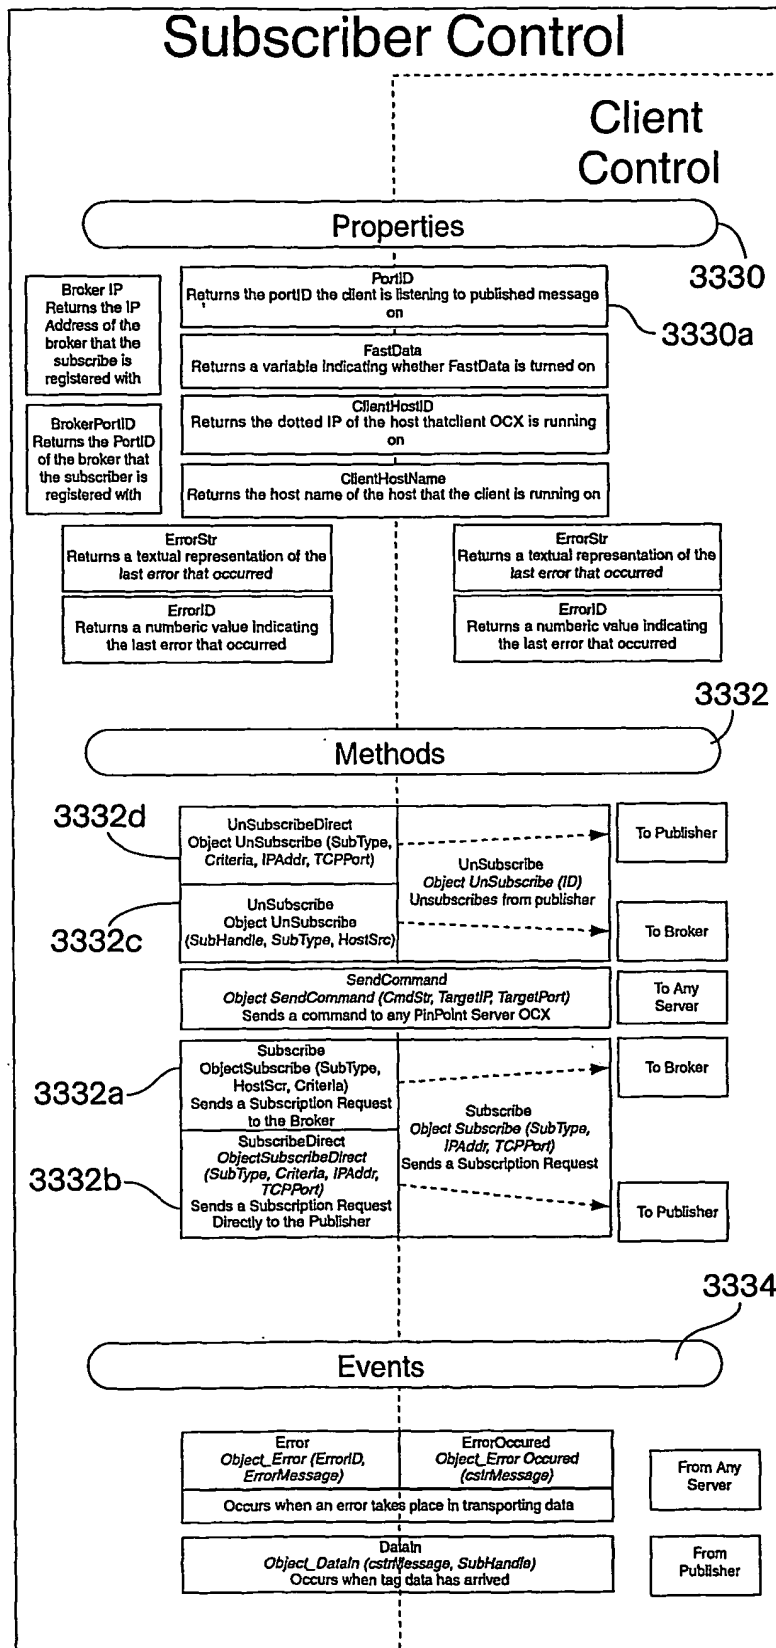 Subscriber Control
Client
Control
Properties
3330
Broker IP
Returns the IP
Address of the
broker that the
subscribe is
registered with
PortID
Returns the portID the client is listening to published message
on
3330a
FastData
Returns a variable indicating whether FastData is turned on
BrokerPortID
Returns the PortID
of the broker that
the subscriber is
registered with
ClientHostID
Returns the dotted IP of the host thatclient OCX is running
on
ClientHostName
Returns the host name of the host that the client is running on
ErrorStr
Returns a textual representation of the
last error that occurred
ErrorStr
Returns a textual representation of the
last error that occurred
ErrorID
Returns a numberic value indicating
the last error that occurred
ErrorID
Returns a numberic value indicating
the last error that occurred
3332
Methods
3332d
UnSubscribeDirect
Object UnSubscribe (SubType,
Criteria, IPAddr, TCPPort)
To Publisher
UnSubscribe
Object UnSubscribe (ID)
Unsubscribes from publisher
3332c
UnSubscribe
Object UnSubscribe
(SubHandle, SubType, HostSrc)
To Broker
SendCommand
Object SendCommand (CmdStr, TargetIP, TargetPort)
Sends a command to any PinPoint Server OCX
To Any
Server
3332a
Subscribe
ObjectSubscribe (SubType,
HostScr, Criteria)
Sends a Subscription Request
to the Broker
To Broker
Subscribe
Object Subscribe (SubType,
IPAddr, TCPPort)
Sends a Subscription Request
3332b
SubscribeDirect
ObjectSubscribeDirect
(SubType, Criteria, IPAddr,
TCPPort)
Sends a Subscription Request
Directly to the Publisher
To Publisher
3334
Events
Error
Object_Error (ErrorID,
ErrorMessage)
ErrorOccured
Object_Error Occured
(cstrMessage)
Occurs when an error takes place in transporting data
From Any
Server
DataIn
Object_DataIn (cstrMessage, SubHandle)
Occurs when tag data has arrived
From
Publisher